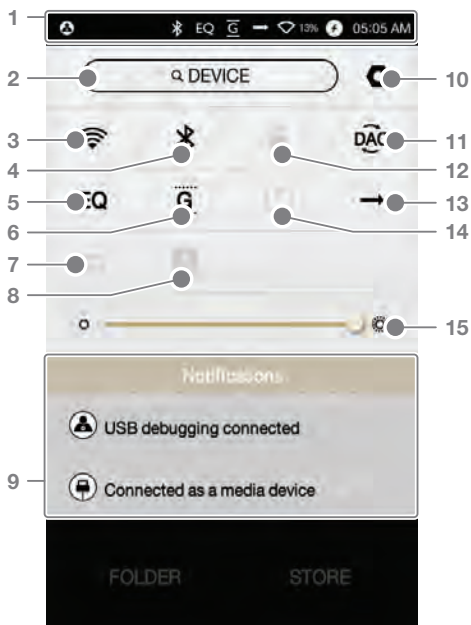 1
EQ G 13% 05:05 AM
2 DEVICE 10
3 DAC 11
4 12
5 EQ G 13
6 14
7
8
15
Notifications
USB debugging connected
9
Connected as a media device
FOLDER STORE